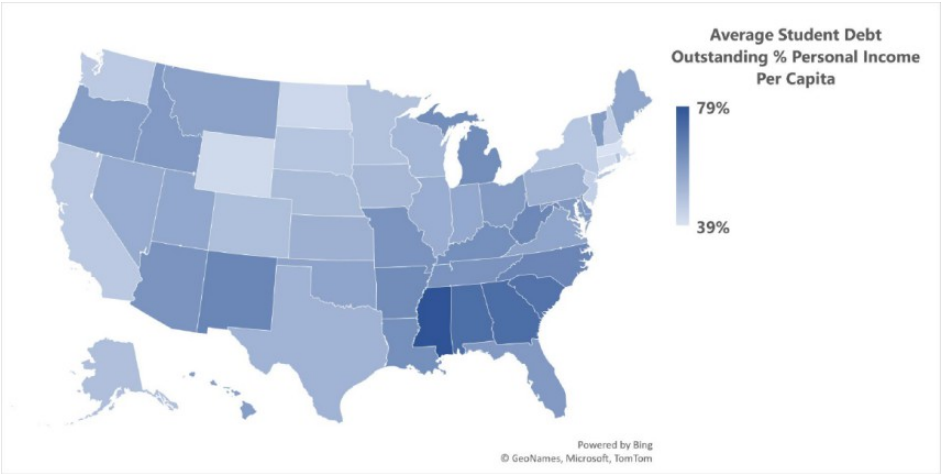 Average Student Debt
Outstanding % Personal Income
Per Capita
79%
39%
Powered by Bing
© GeoNames, Microsoft, TomTom